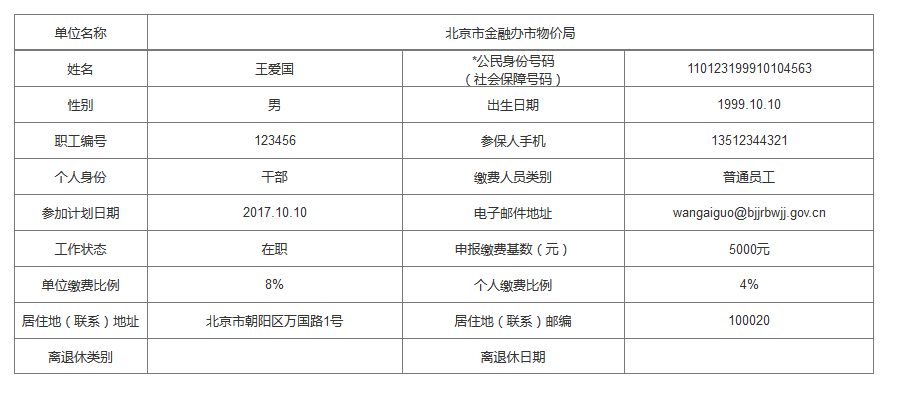 单位名称 北京市金融办市物价局
姓名 王爱国 *公民身份号码
（社会保障号码） 110123199910104563
性别 男 出生日期 1999.10.10
职工编号 123456 参保人手机 13512344321
个人身份 干部 缴费人员类别 普通员工
参加计划日期 2017.10.10 电子邮件地址 wangaiguo@bjjrbwjj.gov.cn
工作状态 在职 申报缴费基数（元） 5000元
单位缴费比例 8% 个人缴费比例 4%
居住地（联系）地址 北京市朝阳区万国路1号 居住地（联系）邮编 100020
离退休类别 离退休日期